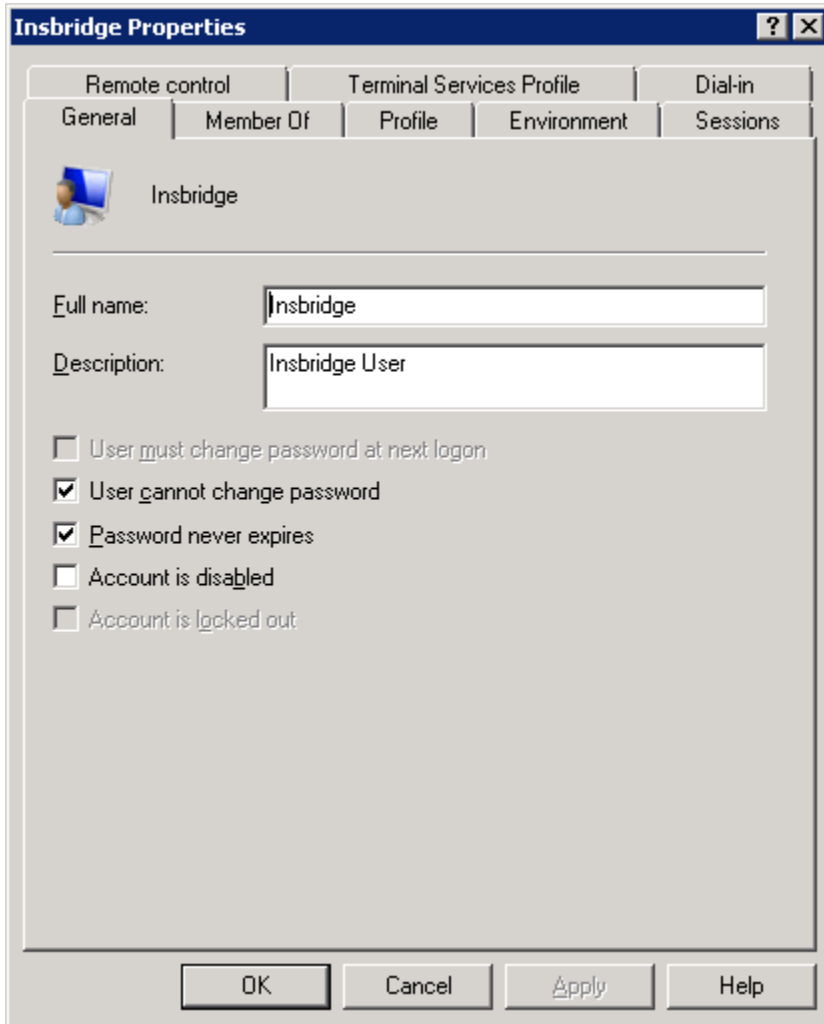 Insbridge Properties
Remote control Terminal Services Profile Dial-in
General Member Of Profile Environment Sessions
Insbridge
Full name: Insbridge
Description: Insbridge User
User must change password at next logon
User cannot change password
Password never expires
Account is disabled
Account is locked out
OK Cancel Apply Help